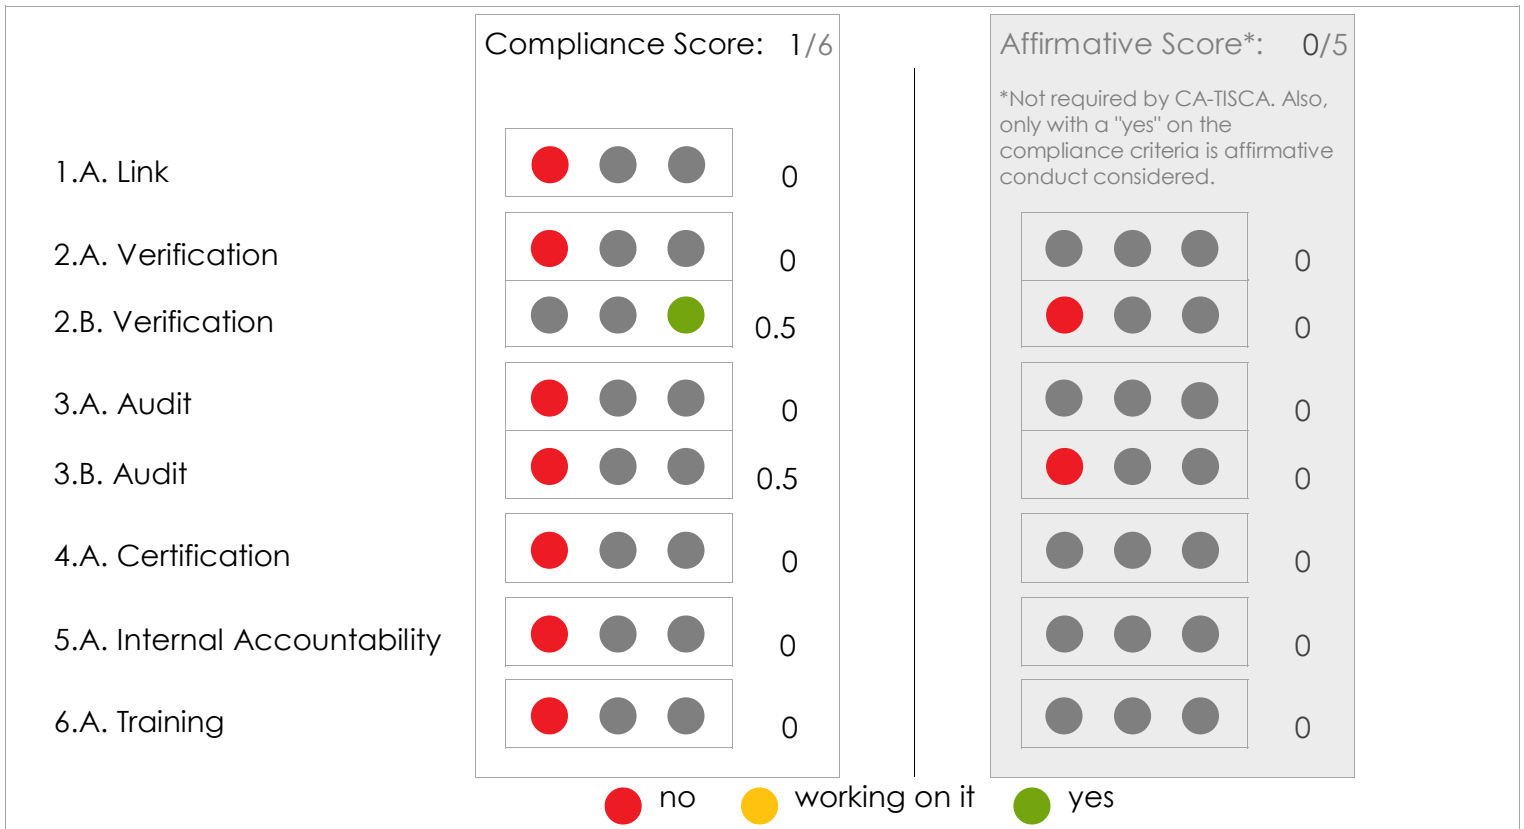 Compliance Score: 1/6
Affirmative Score*: 0/5
*Not required by CA-TISCA. Also,
only with a "yes" on the
compliance criteria is affirmative
conduct considered.
1.A. Link 0
2.A. Verification 0 0
2.B. Verification 0.5 0
3.A. Audit 0 0
3.B. Audit 0.5 0
4.A. Certification 0 0
5.A. Internal Accountability 0 0
6.A. Training 0 0
no working on it yes